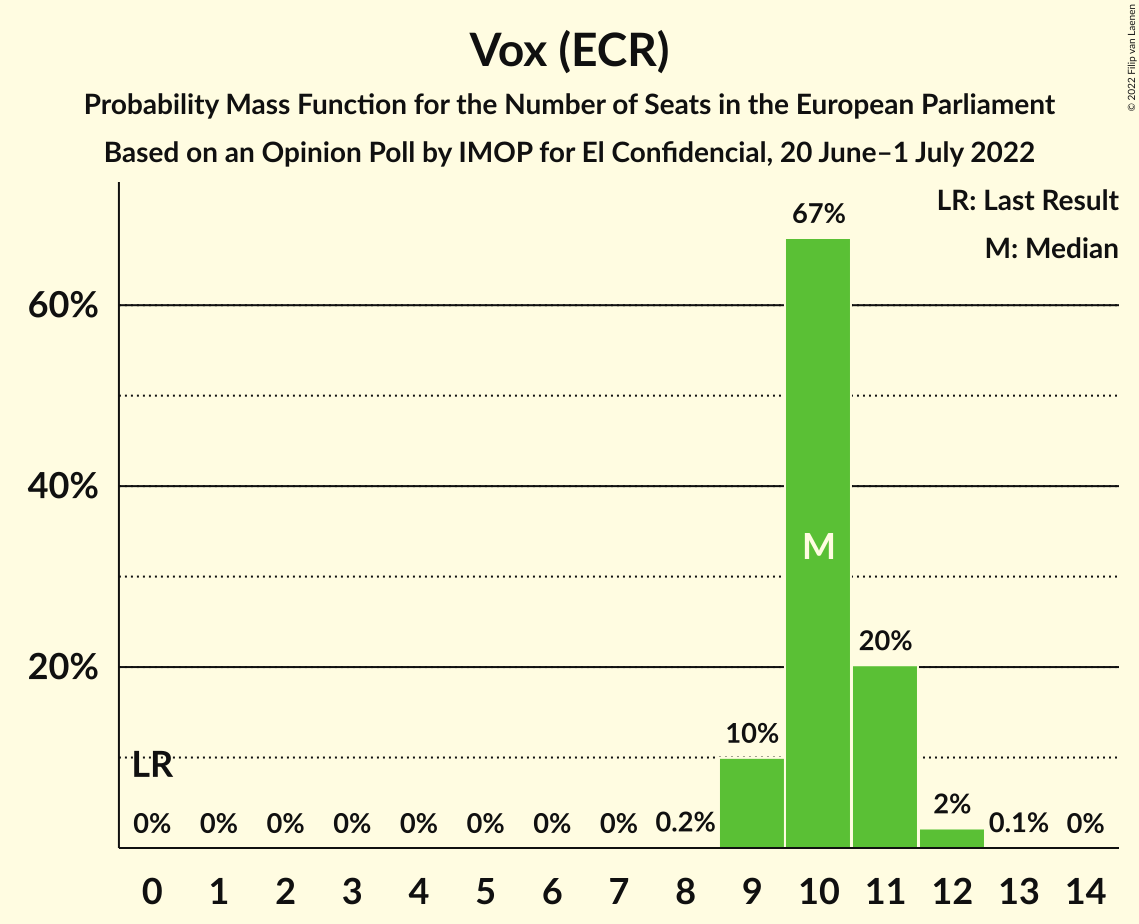 © 2022 Filip van Laenen
Vox (ECR)
Probability Mass Function for the Number of Seats in the European Parliament
Based on an Opinion Poll by IMOP for El Confidencial, 20 June–1 July 2022
LR: Last Result
M: Median
67%
60%
40%
M
20%
20%
10%
LR
2%
0% 0% 0% 0% 0% 0% 0% 0% 0.2% 0.1% 0%
0 1 2 3 4 5 6 7 8 9 10 11 12 13 14